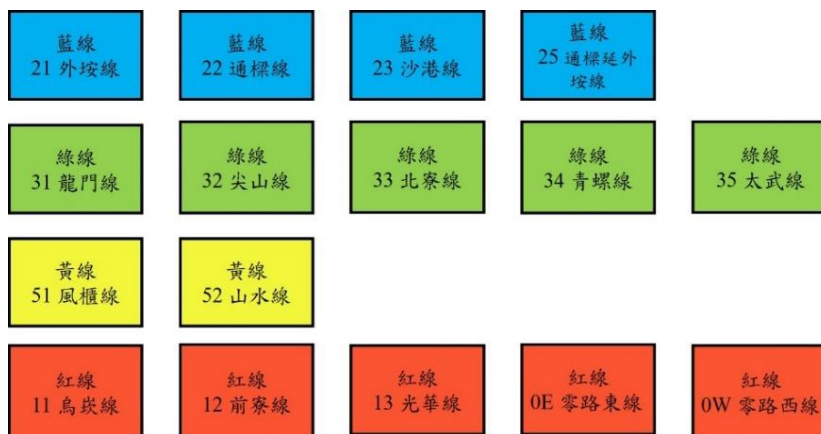 藍線
21 外垵線
藍線
22 通樑線
藍線
23 沙港線
藍線
25 通樑延外
垵線
綠線
31 龍門線
綠線
32 尖山線
綠線
33 北寮線
綠線
34 青螺線
綠線
35 太武線
黃線
51 風櫃線
黃線
52 山水線
紅線
11 烏崁線
紅線
12 前寮線
紅線
13 光華線
紅線
0E 零路東線
紅線
0W 零路西線